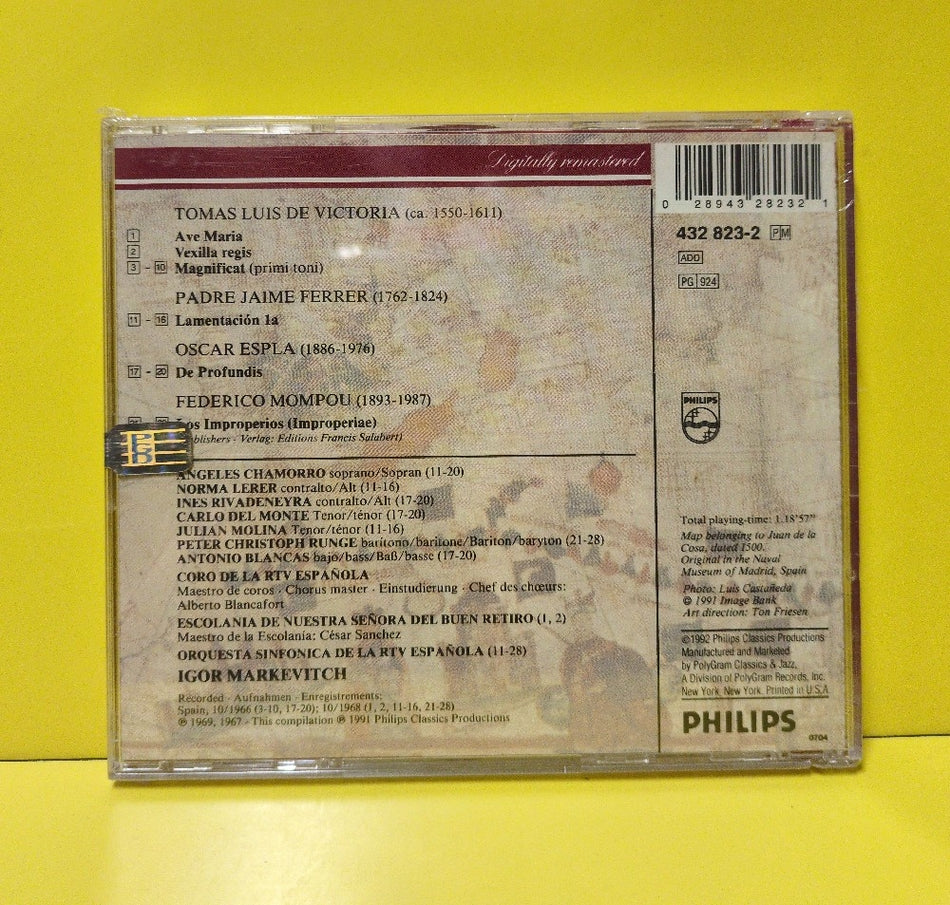 Digitally remastered
TOMAS LUIS DE VICTORIA (ca. 1550-1611)
1 Ave Maria
2 Vexilla regis
3 - 10 Magnificat (primi toni)
PADRE JAIME FERRER (1762-1824)
11 - 16 Lamentación 1a
OSCAR ESPLA (1886-1976)
17 - 20 De Profundis
FEDERICO MOMPOU (1893-1987)
Los Improperios (Improperiae)
Verlag: Editions Francis Salabert)
ANGELES CHAMORRO soprano/Sopran (11-20)
NORMA LERER contralto/Alt (11-16)
INES RIVADENEYRA contralto/Alt (17-20)
CARLO DEL MONTE Tenor/ténor (17-20)
JULIAN MOLINA Tenor/ténor (11-16)
PETER CHRISTOPH RUNGE barítono/baritone/Bariton/baryton (21-28)
ANTONIO BLANCAS bajo/bass/Baß/basse (17-20)
CORO DE LA RTV ESPAÑOLA
Maestro de coros · Chorus master · Einstudierung · Chef des chœurs:
Alberto Blancafort
ESCOLANIA DE NUESTRA SEÑORA DEL BUEN RETIRO (1, 2)
Maestro de la Escolanía: César Sanchez
ORQUESTA SINFONICA DE LA RTV ESPAÑOLA (11-28)
IGOR MARKEVITCH
Recorded · Aufnahmen · Enregistrements:
Spain, 10/1966 (3-10, 17-20); 10/1968 (1, 2, 11-16, 21-28)
℗ 1969, 1967 · This compilation ℗ 1991 Philips Classics Productions
0 28943 28232 1
432 823-2 PM
ADD
PG 924
PHILIPS
Total playing-time: 1.18'57"
Map belonging to Juan de la
Cosa, dated 1500.
Original in the Naval
Museum of Madrid, Spain
Photo: Luis Castañeda
© 1991 Image Bank
Art direction: Ton Friesen
©1992 Philips Classics Productions
Manufactured and Marketed
by PolyGram Classics & Jazz,
A Division of PolyGram Records, Inc.
New York, New York. Printed in U.S.A
PHILIPS
0704